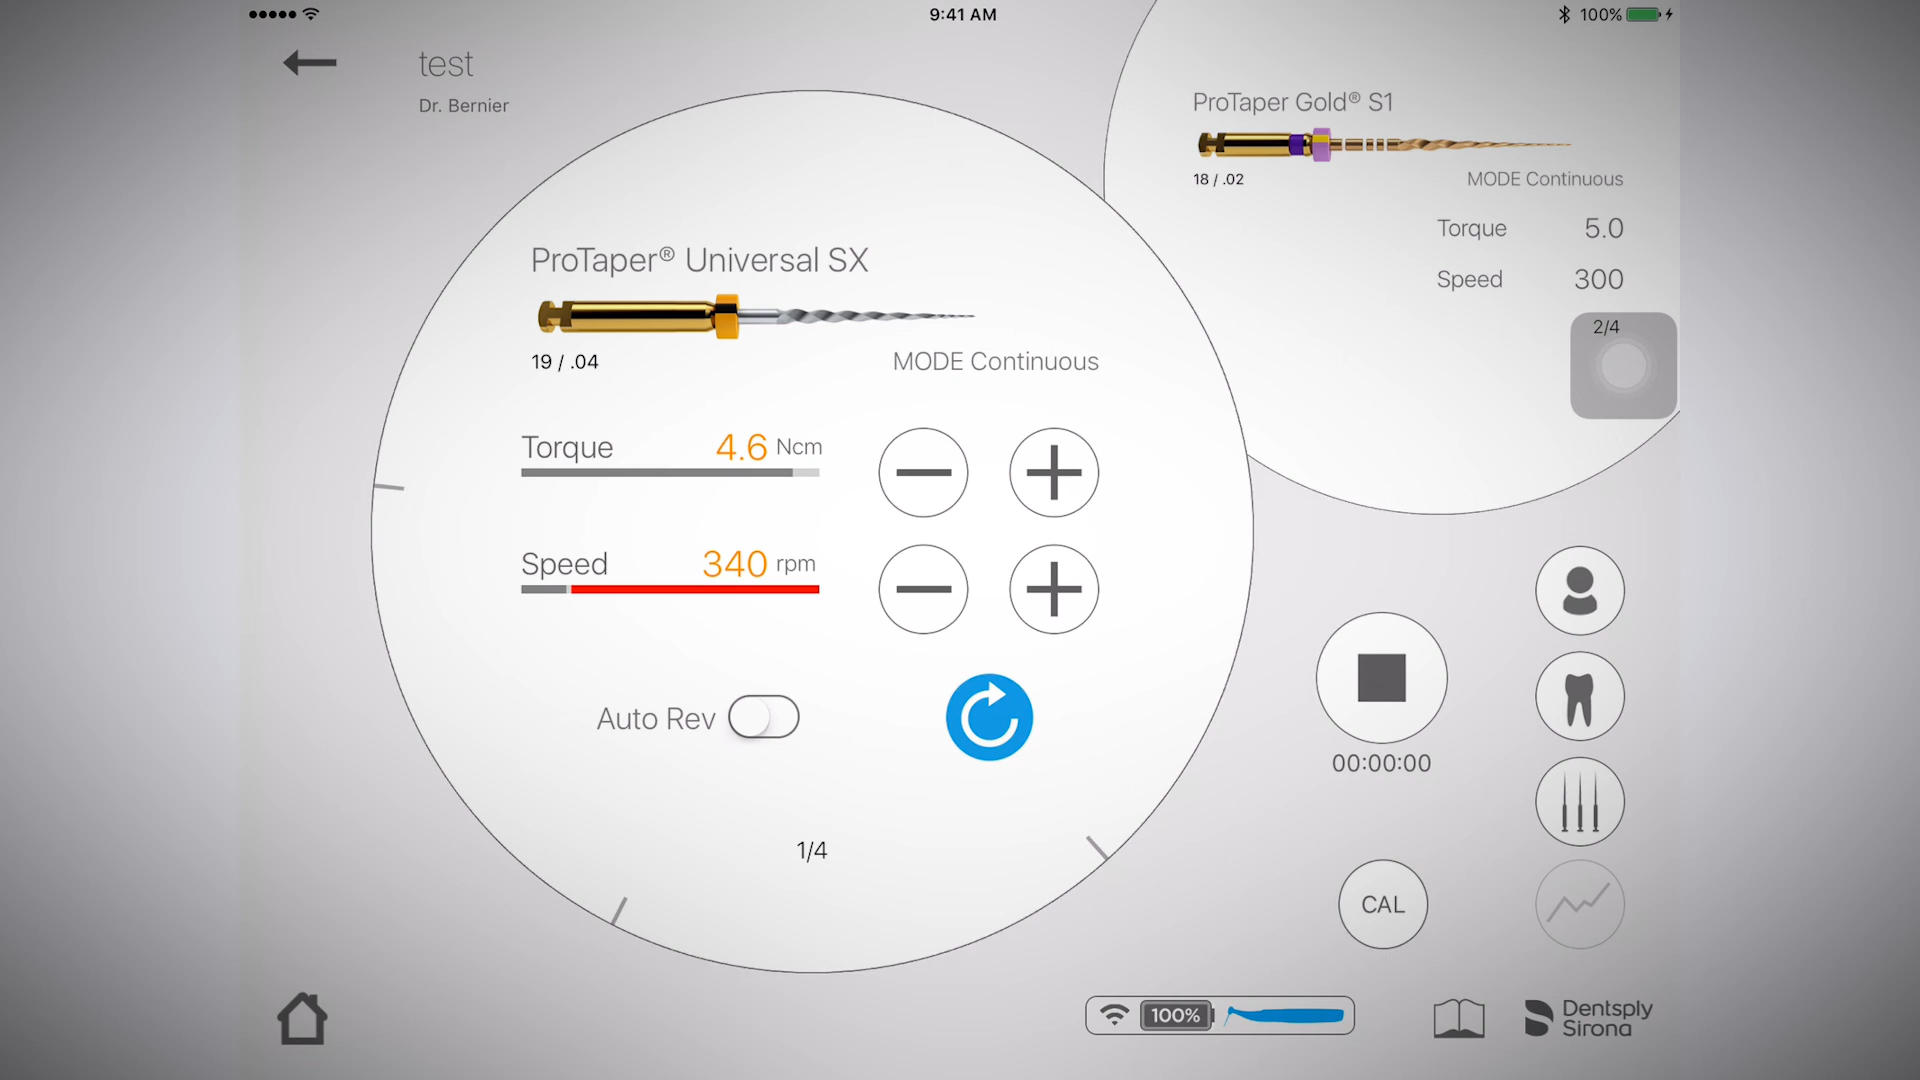 9:41 AM
100%
test
Dr. Bernier
ProTaper Gold® S1
18 / .02
MODE Continuous
Torque 5.0
Speed 300
2/4
ProTaper® Universal SX
19 / .04
MODE Continuous
Torque 4.6 Ncm
Speed 340 rpm
Auto Rev
1/4
00:00:00
CAL
100%
Dentsply
Sirona